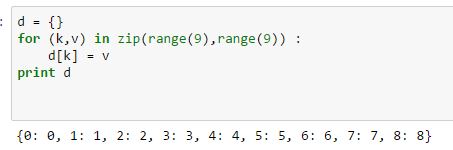 : d = {}
for (k,v) in zip(range(9),range(9)) :
    d[k] = v
print d
{0: 0, 1: 1, 2: 2, 3: 3, 4: 4, 5: 5, 6: 6, 7: 7, 8: 8}